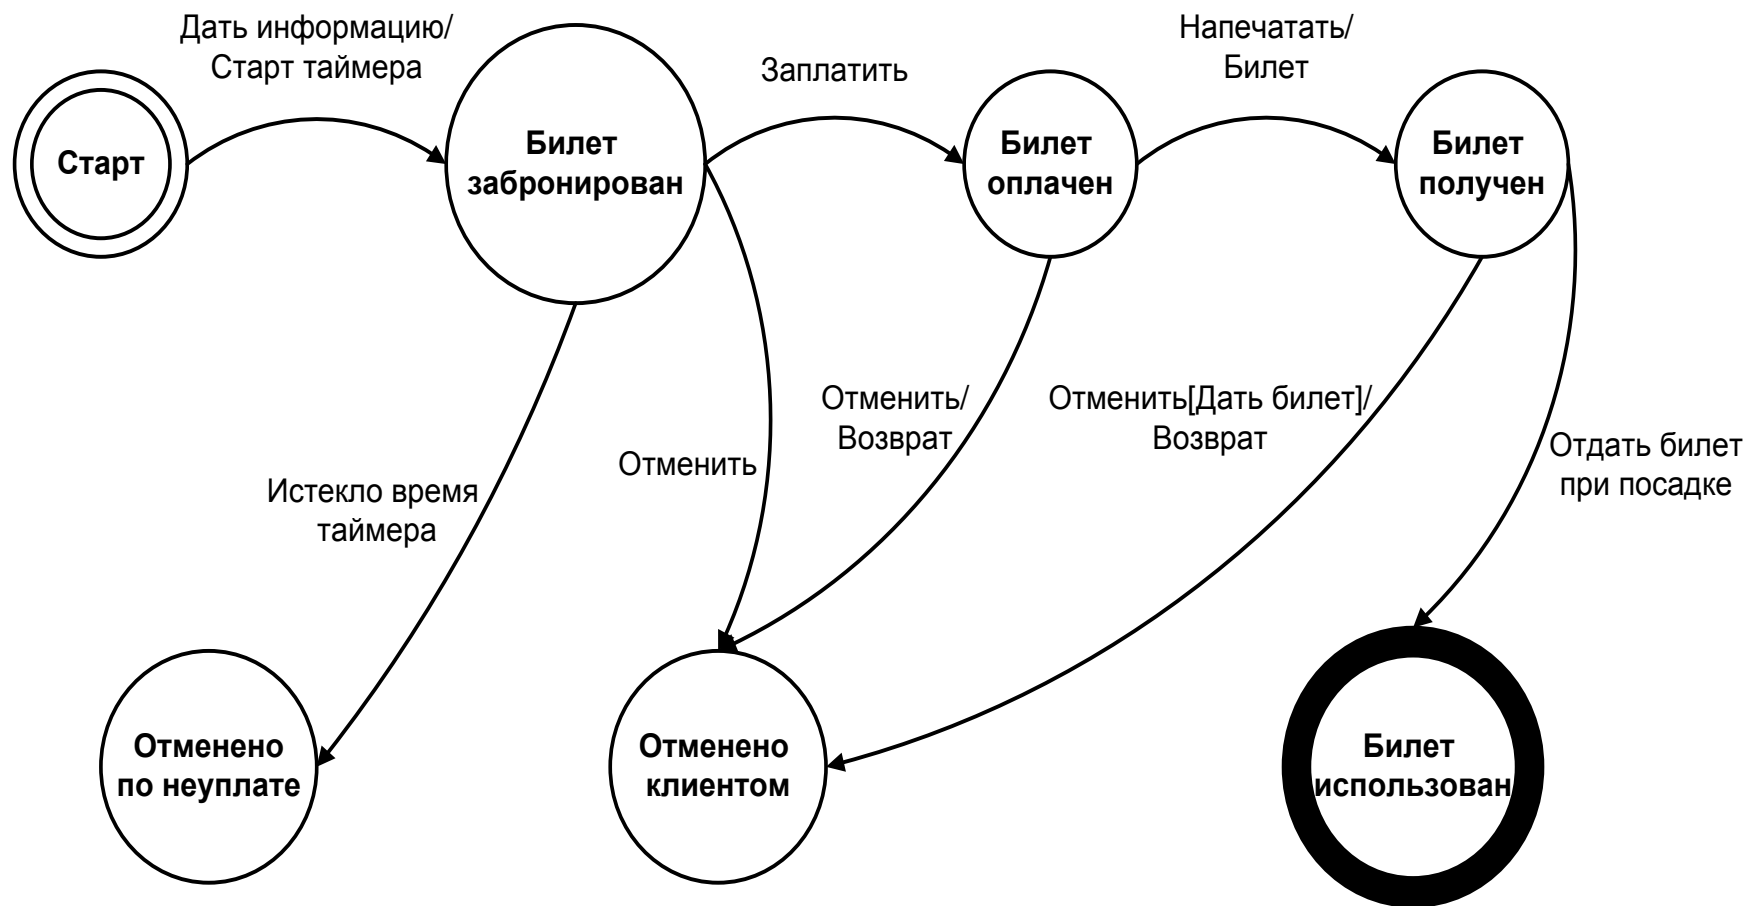 Дать информацию/
Старт таймера
Заплатить
Напечатать/
Билет
Старт
Билет
забронирован
Билет
оплачен
Билет
получен
Отменить/
Возврат
Отменить[Дать билет]/
Возврат
Отдать билет
при посадке
Отменить
Истекло время
таймера
Отменено
по неуплате
Отменено
клиентом
Билет
использован